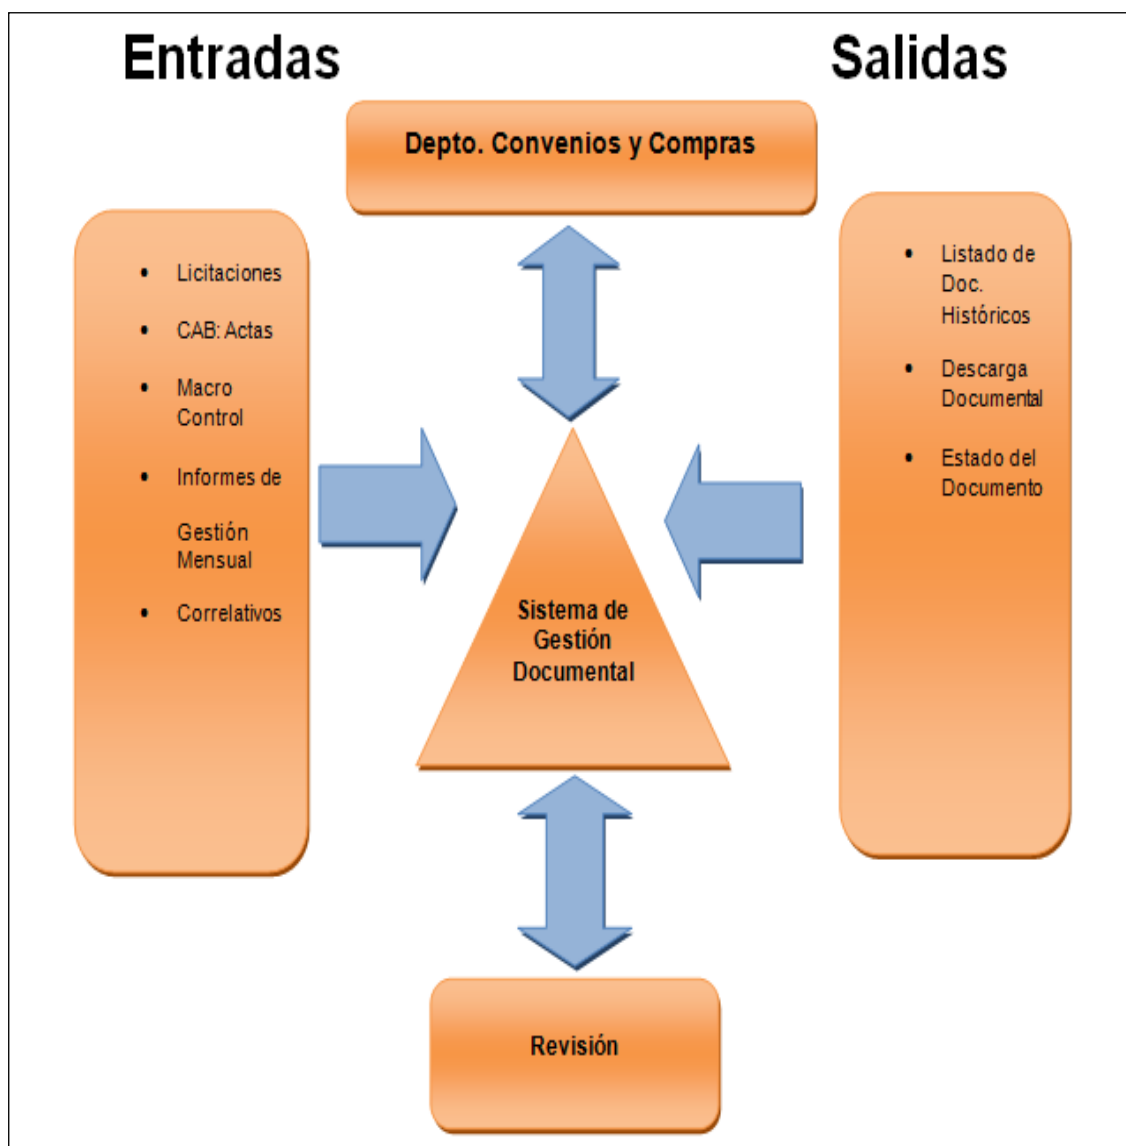 Entradas
Salidas
Depto. Convenios y Compras
Licitaciones
CAB: Actas
Macro
Control
Informes de
Gestión
Mensual
Correlativos
Listado de
Doc.
Históricos
Descarga
Documental
Estado del
Documento
Sistema de
Gestión
Documental
Revisión